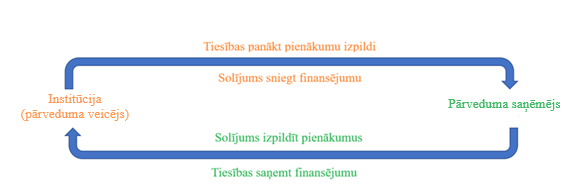 Tiesības panākt pienākumu izpildi
Solījums sniegt finansējumu
Institūcija
(pārveduma veicējs)
Pārveduma saņēmējs
Solījums izpildīt pienākumus
Tiesības saņemt finansējumu